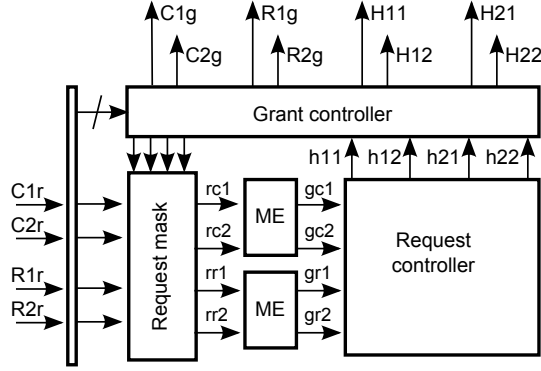 C1g R1g H11 H21
C2g R2g H12 H22
Grant controller
h11 h12 h21 h22
C1r rc1 gc1
ME
C2r rc2 gc2
Request mask
Request controller
R1r rr1 gr1
ME
R2r rr2 gr2